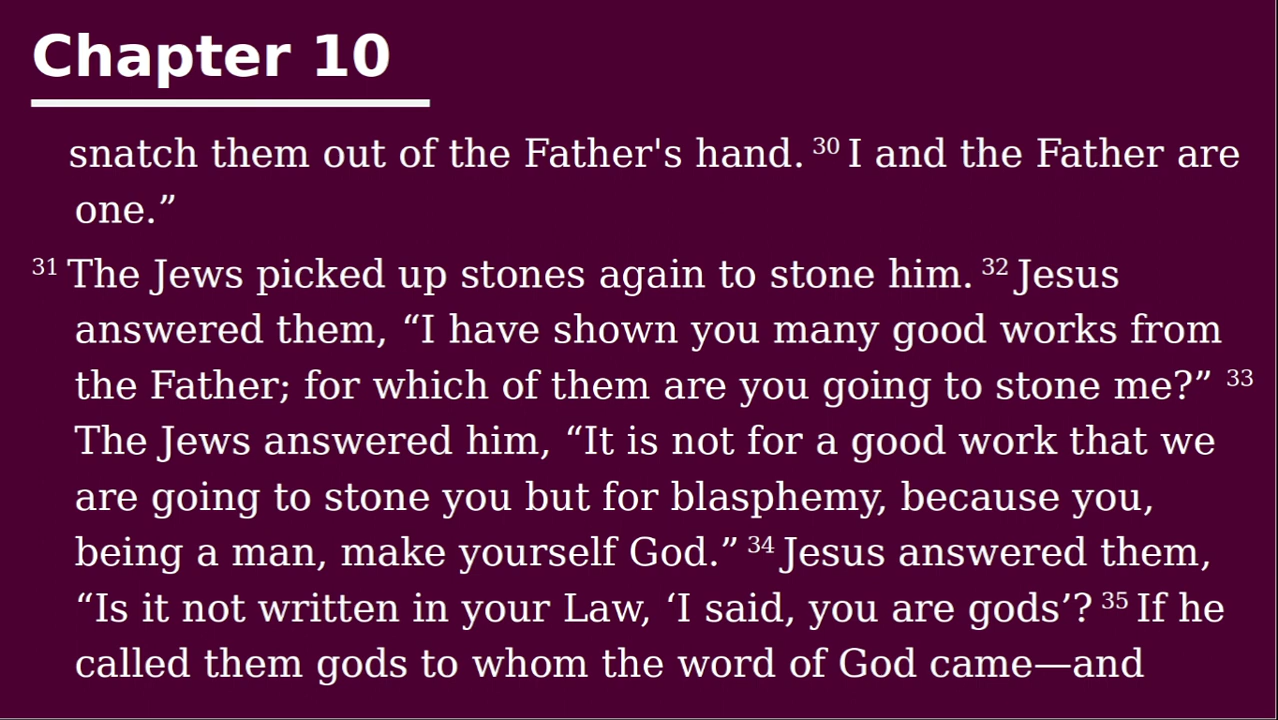 Chapter 10
snatch them out of the Father's hand. 30 I and the Father are
one.”
31 The Jews picked up stones again to stone him. 32 Jesus
answered them, “I have shown you many good works from
the Father; for which of them are you going to stone me?” 33
The Jews answered him, “It is not for a good work that we
are going to stone you but for blasphemy, because you,
being a man, make yourself God.” 34 Jesus answered them,
“Is it not written in your Law, ‘I said, you are gods’? 35 If he
called them gods to whom the word of God came—and